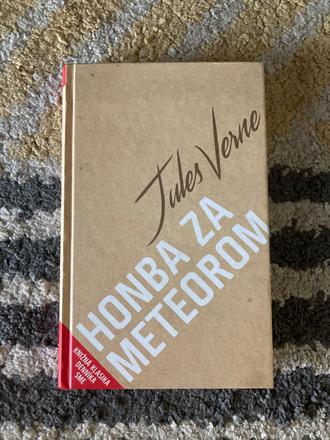 Jules Verne
HONBA ZA
METEOROM
KNIŽNÁ KLASIKA
DENNÍKA
SME